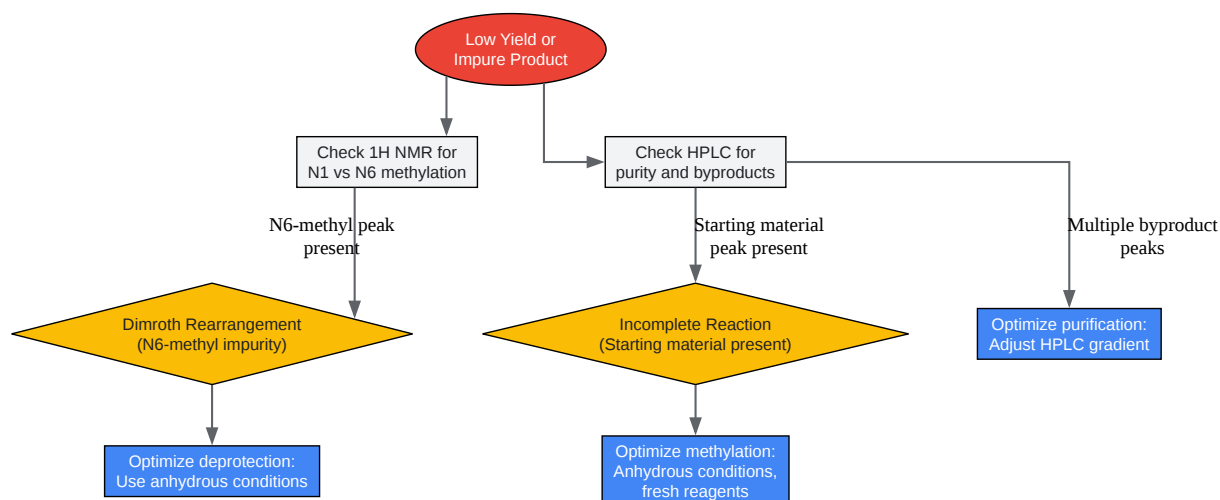 Low Yield or
Impure Product
Check 1H NMR for
N1 vs N6 methylation
Check HPLC for
purity and byproducts
N6-methyl peak
present
Starting material
peak present
Multiple byproduct
peaks
Dimroth Rearrangement
(N6-methyl impurity)
Incomplete Reaction
(Starting material present)
Optimize purification:
Adjust HPLC gradient
Optimize deprotection:
Use anhydrous conditions
Optimize methylation:
Anhydrous conditions,
fresh reagents